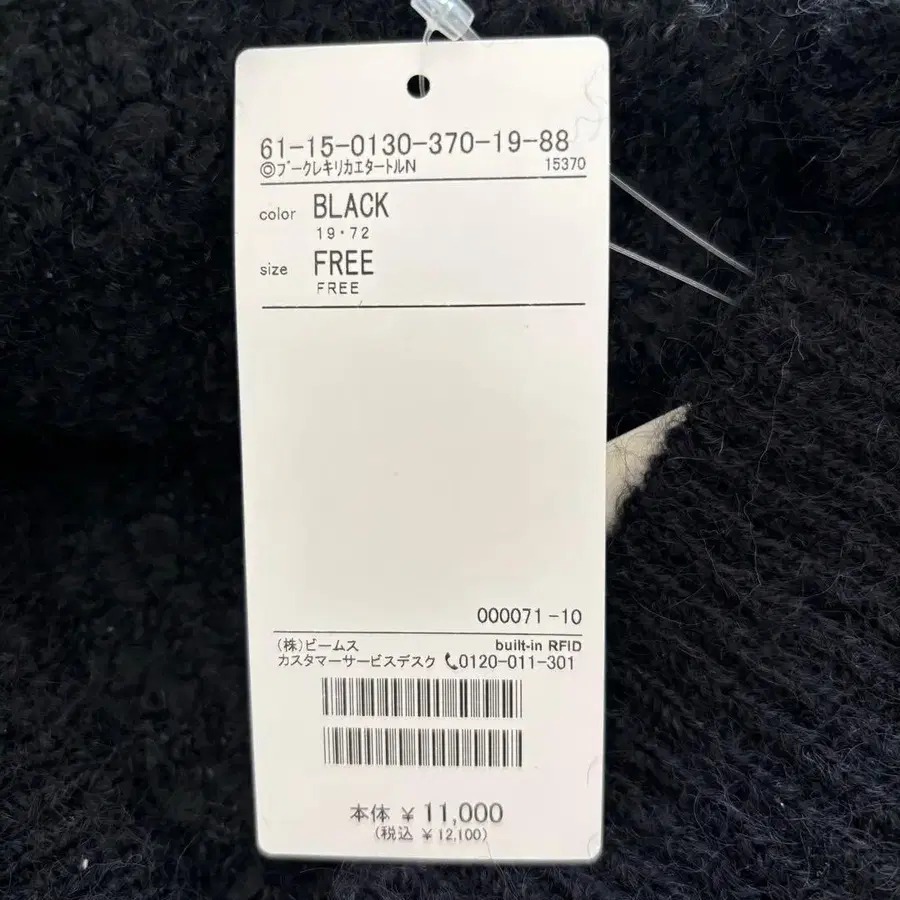 61-15-0130-370-19-88
◎ブークレキリカエタートルN 15370
color BLACK
19・72
size FREE
FREE
000071-10
(株)ビームス built-in RFID
カスタマーサービスデスク 0120-011-301
本体 ¥ 11,000
(税込 ¥12,100)